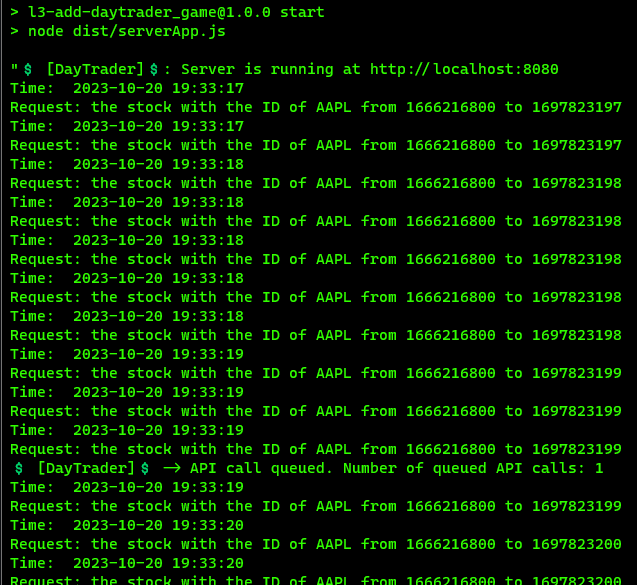 > l3-add-daytrader_game@1.0.0 start
> node dist/serverApp.js
"$ [DayTrader]$: Server is running at http://localhost:8080
Time:  2023-10-20 19:33:17
Request: the stock with the ID of AAPL from 1666216800 to 1697823197
Time:  2023-10-20 19:33:17
Request: the stock with the ID of AAPL from 1666216800 to 1697823197
Time:  2023-10-20 19:33:18
Request: the stock with the ID of AAPL from 1666216800 to 1697823198
Time:  2023-10-20 19:33:18
Request: the stock with the ID of AAPL from 1666216800 to 1697823198
Time:  2023-10-20 19:33:18
Request: the stock with the ID of AAPL from 1666216800 to 1697823198
Time:  2023-10-20 19:33:18
Request: the stock with the ID of AAPL from 1666216800 to 1697823198
Time:  2023-10-20 19:33:18
Request: the stock with the ID of AAPL from 1666216800 to 1697823198
Time:  2023-10-20 19:33:19
Request: the stock with the ID of AAPL from 1666216800 to 1697823199
Time:  2023-10-20 19:33:19
Request: the stock with the ID of AAPL from 1666216800 to 1697823199
Time:  2023-10-20 19:33:19
Request: the stock with the ID of AAPL from 1666216800 to 1697823199
$ [DayTrader]$ -> API call queued. Number of queued API calls: 1
Time:  2023-10-20 19:33:19
Request: the stock with the ID of AAPL from 1666216800 to 1697823199
Time:  2023-10-20 19:33:20
Request: the stock with the ID of AAPL from 1666216800 to 1697823200
Time:  2023-10-20 19:33:20
Request: the stock with the ID of AAPL from 1666216800 to 1697823200